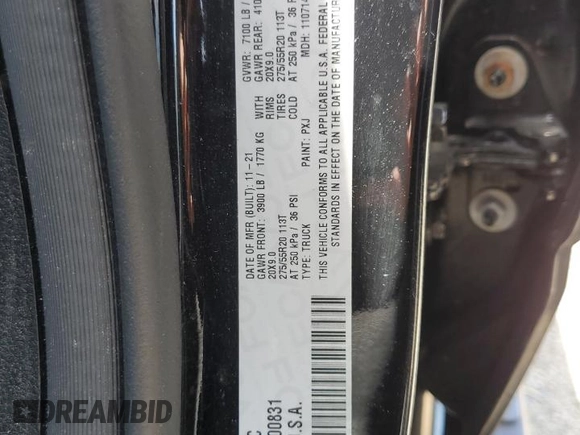 DATE OF MFR (BUILT): 11-21
GVWR: 7100 LB /
GAWR FRONT: 3900 LB / 1770 KG WITH
GAWR REAR: 410
20X9.0 RIMS 20X9.0
275/55R20 113T TIRES 275/55R20 113T
AT 250 kPa / 36 PSI COLD AT 250 kPa / 36 P
TYPE: TRUCK PAINT: PXJ MDH: 110714
THIS VEHICLE CONFORMS TO ALL APPLICABLE U.S.A. FEDERAL
STANDARDS IN EFFECT ON THE DATE OF MANUFACTUR
C
00831
.S.A.
DREAMBID